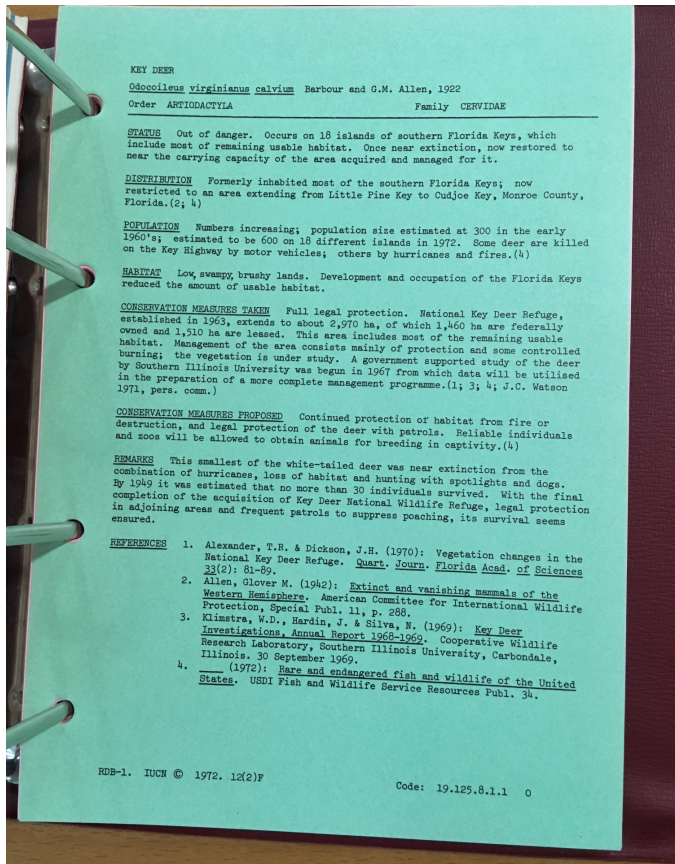 KEY DEER
Odocoileus virginianus calvium Barbour and G.M. Allen, 1922
Order ARTIODACTYLA Family CERVIDAE
STATUS Out of danger. Occurs on 18 islands of southern Florida Keys, which
include most of remaining usable habitat. Once near extinction, now restored to
near the carrying capacity of the area acquired and managed for it.
DISTRIBUTION Formerly inhabited most of the southern Florida Keys; now
restricted to an area extending from Little Pine Key to Cudjoe Key, Monroe County,
Florida.(2; 4)
POPULATION Numbers increasing; population size estimated at 300 in the early
1960's; estimated to be 600 on 18 different islands in 1972. Some deer are killed
on the Key Highway by motor vehicles; others by hurricanes and fires.(4)
HABITAT Low, swampy, brushy lands. Development and occupation of the Florida Keys
reduced the amount of usable habitat.
CONSERVATION MEASURES TAKEN Full legal protection. National Key Deer Refuge,
established in 1963, extends to about 2,970 ha, of which 1,460 ha are federally
owned and 1,510 ha are leased. This area includes most of the remaining usable
habitat. Management of the area consists mainly of protection and some controlled
burning; the vegetation is under study. A government supported study of the deer
by Southern Illinois University was begun in 1967 from which data will be utilised
in the preparation of a more complete management programme.(1; 3; 4; J.C. Watson
1971, pers. comm.)
CONSERVATION MEASURES PROPOSED Continued protection of habitat from fire or
destruction, and legal protection of the deer with patrols. Reliable individuals
and zoos will be allowed to obtain animals for breeding in captivity.(4)
REMARKS This smallest of the white-tailed deer was near extinction from the
combination of hurricanes, loss of habitat and hunting with spotlights and dogs.
By 1949 it was estimated that no more than 30 individuals survived. With the final
completion of the acquisition of Key Deer National Wildlife Refuge, legal protection
in adjoining areas and frequent patrols to suppress poaching, its survival seems
ensured.
REFERENCES 1. Alexander, T.R. & Dickson, J.H. (1970): Vegetation changes in the
National Key Deer Refuge. Quart. Journ. Florida Acad. of Sciences
33(2): 81-89.
2. Allen, Glover M. (1942): Extinct and vanishing mammals of the
Western Hemisphere. American Committee for International Wildlife
Protection, Special Publ. 11, p. 288.
3. Klimstra, W.D., Hardin, J. & Silva, N. (1969): Key Deer
Investigations, Annual Report 1968-1969. Cooperative Wildlife
Research Laboratory, Southern Illinois University, Carbondale,
Illinois. 30 September 1969.
4. ____ (1972): Rare and endangered fish and wildlife of the United
States. USDI Fish and Wildlife Service Resources Publ. 34.
RDB-1. IUCN © 1972. 12(2)F
Code: 19.125.8.1.1 0